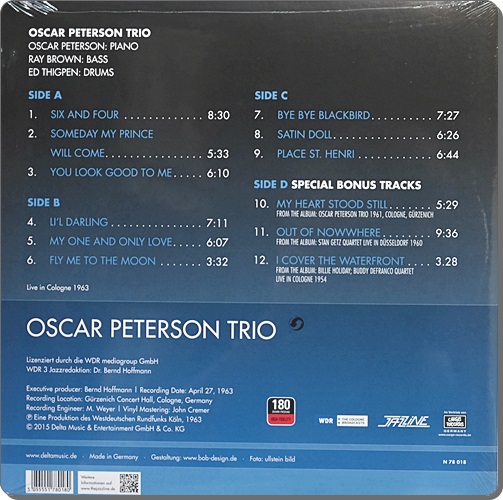 OSCAR PETERSON TRIO
OSCAR PETERSON: PIANO
RAY BROWN: BASS
ED THIGPEN: DRUMS
SIDE A
1. SIX AND FOUR . . . . . . . . . . . 8:30
2. SOMEDAY MY PRINCE
WILL COME. . . . . . . . . . . . . . 5:33
3. YOU LOOK GOOD TO ME. . . . . 6:10
SIDE B
4. LI'L DARLING . . . . . . . . . . . . 7:11
5. MY ONE AND ONLY LOVE. . . . . 6:07
6. FLY ME TO THE MOON . . . . . . . 3:32
Live in Cologne 1963
SIDE C
7. BYE BYE BLACKBIRD. . . . . . . . . 7:27
8. SATIN DOLL. . . . . . . . . . . . . . 6:26
9. PLACE ST. HENRI . . . . . . . . . . 6:44
SIDE D SPECIAL BONUS TRACKS
10. MY HEART STOOD STILL. . . . . . 5:29
FROM THE ALBUM: OSCAR PETERSON TRIO 1961, COLOGNE, GÜRZENICH
11. OUT OF NOWWHERE . . . . . . . . 9:36
FROM THE ALBUM: STAN GETZ QUARTET LIVE IN DÜSSELDORF 1960
12. I COVER THE WATERFRONT . . . . 3.28
FROM THE ALBUM: BILLIE HOLIDAY; BUDDY DEFRANCO QUARTET
LIVE IN COLOGNE 1954
OSCAR PETERSON TRIO
Lizenziert durch die WDR mediagroup GmbH
WDR 3 Jazzredaktion: Dr. Bernd Hoffmann
Executive producer: Bernd Hoffmann I Recording Date: April 27, 1963
Recording Location: Gürzenich Concert Hall, Cologne, Germany
Recording Engineer: M. Weyer I Vinyl Mastering: John Cremer
℗ Eine Produktion des Westdeutschen Rundfunks Köln, 1963
© 2015 Delta Music & Entertainment GmbH & Co. KG
180
WDR
THE COLOGNE
BROADCASTS
JAZZLINE
cargo
records
GERMANY
www.deltamusic.de · Made in Germany · Gestaltung: www.bob-design.de · Foto: ullstein bild
N 78 018
Weitere
Informationen
auf